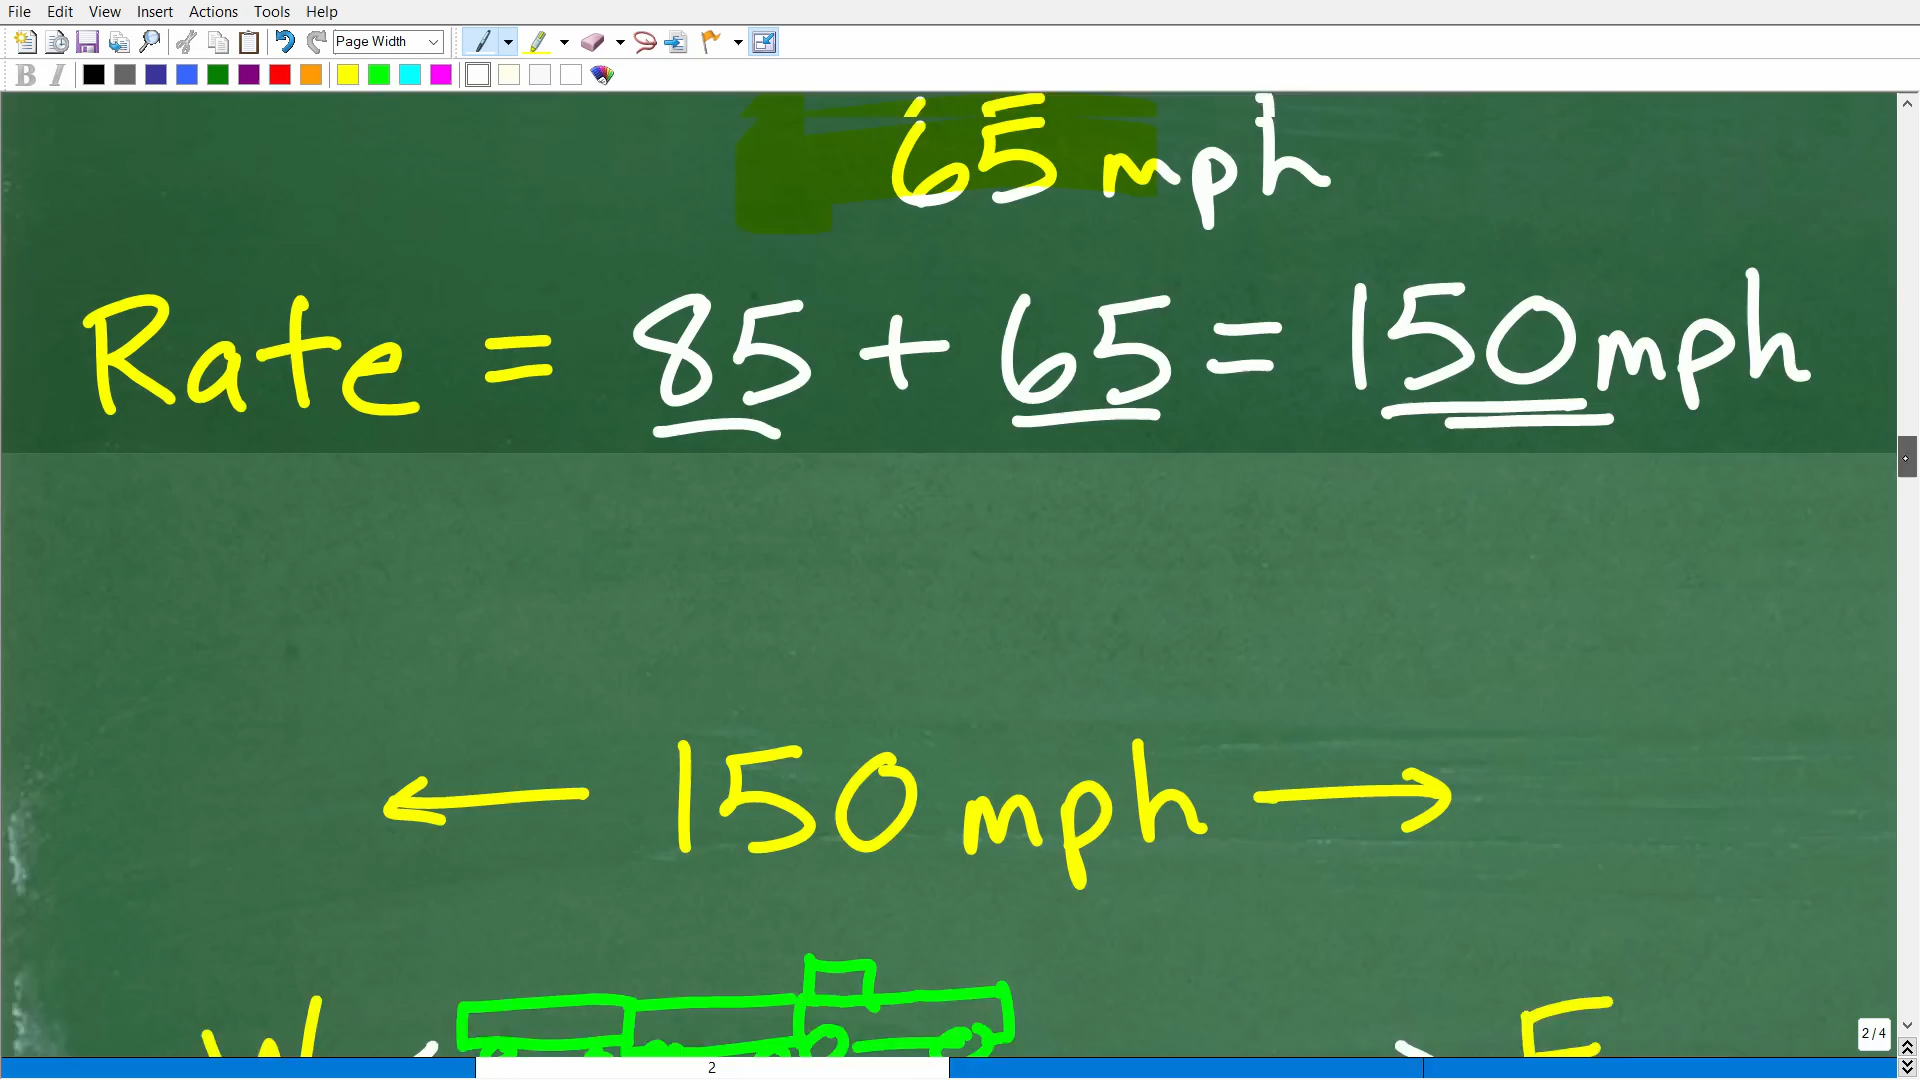 File Edit View Insert Actions Tools Help
Page Width
B I
65 mph
Rate = 85 + 65 = 150 mph
← 150 mph →
W E
2 / 4
2